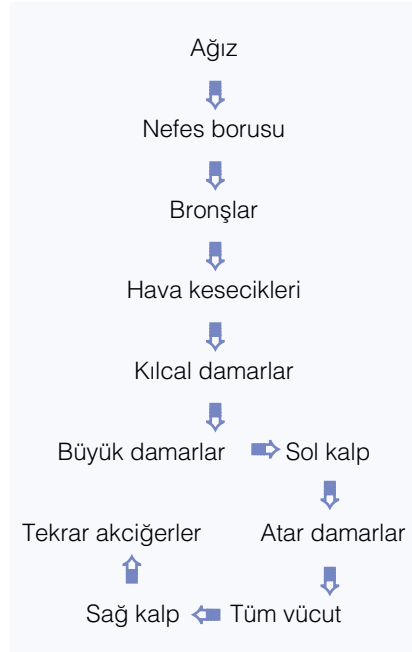 Ağız
Nefes borusu
Bronşlar
Hava kesecikleri
Kılcal damarlar
Büyük damarlar Sol kalp
Tekrar akciğerler Atar damarlar
Sağ kalp Tüm vücut